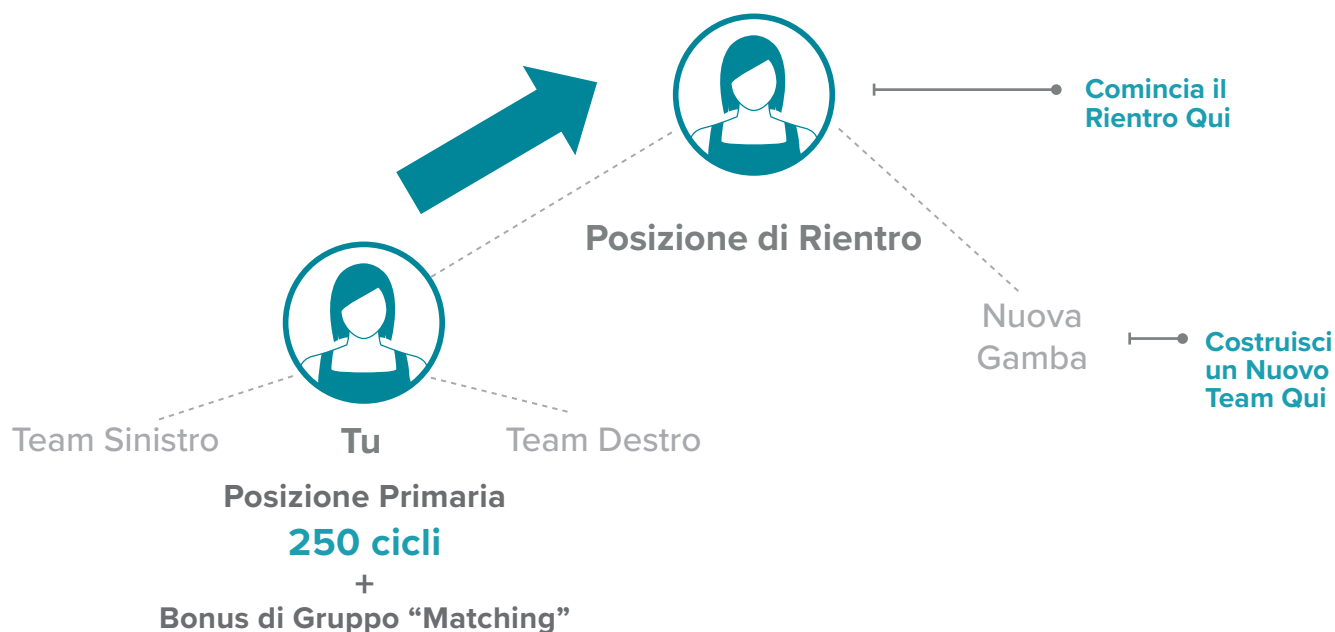 Comincia il
Rientro Qui
Posizione di Rientro
Nuova
Gamba
Costruisci
un Nuovo
Team Qui
Team Sinistro
Tu
Team Destro
Posizione Primaria
250 cicli
+
Bonus di Gruppo “Matching”